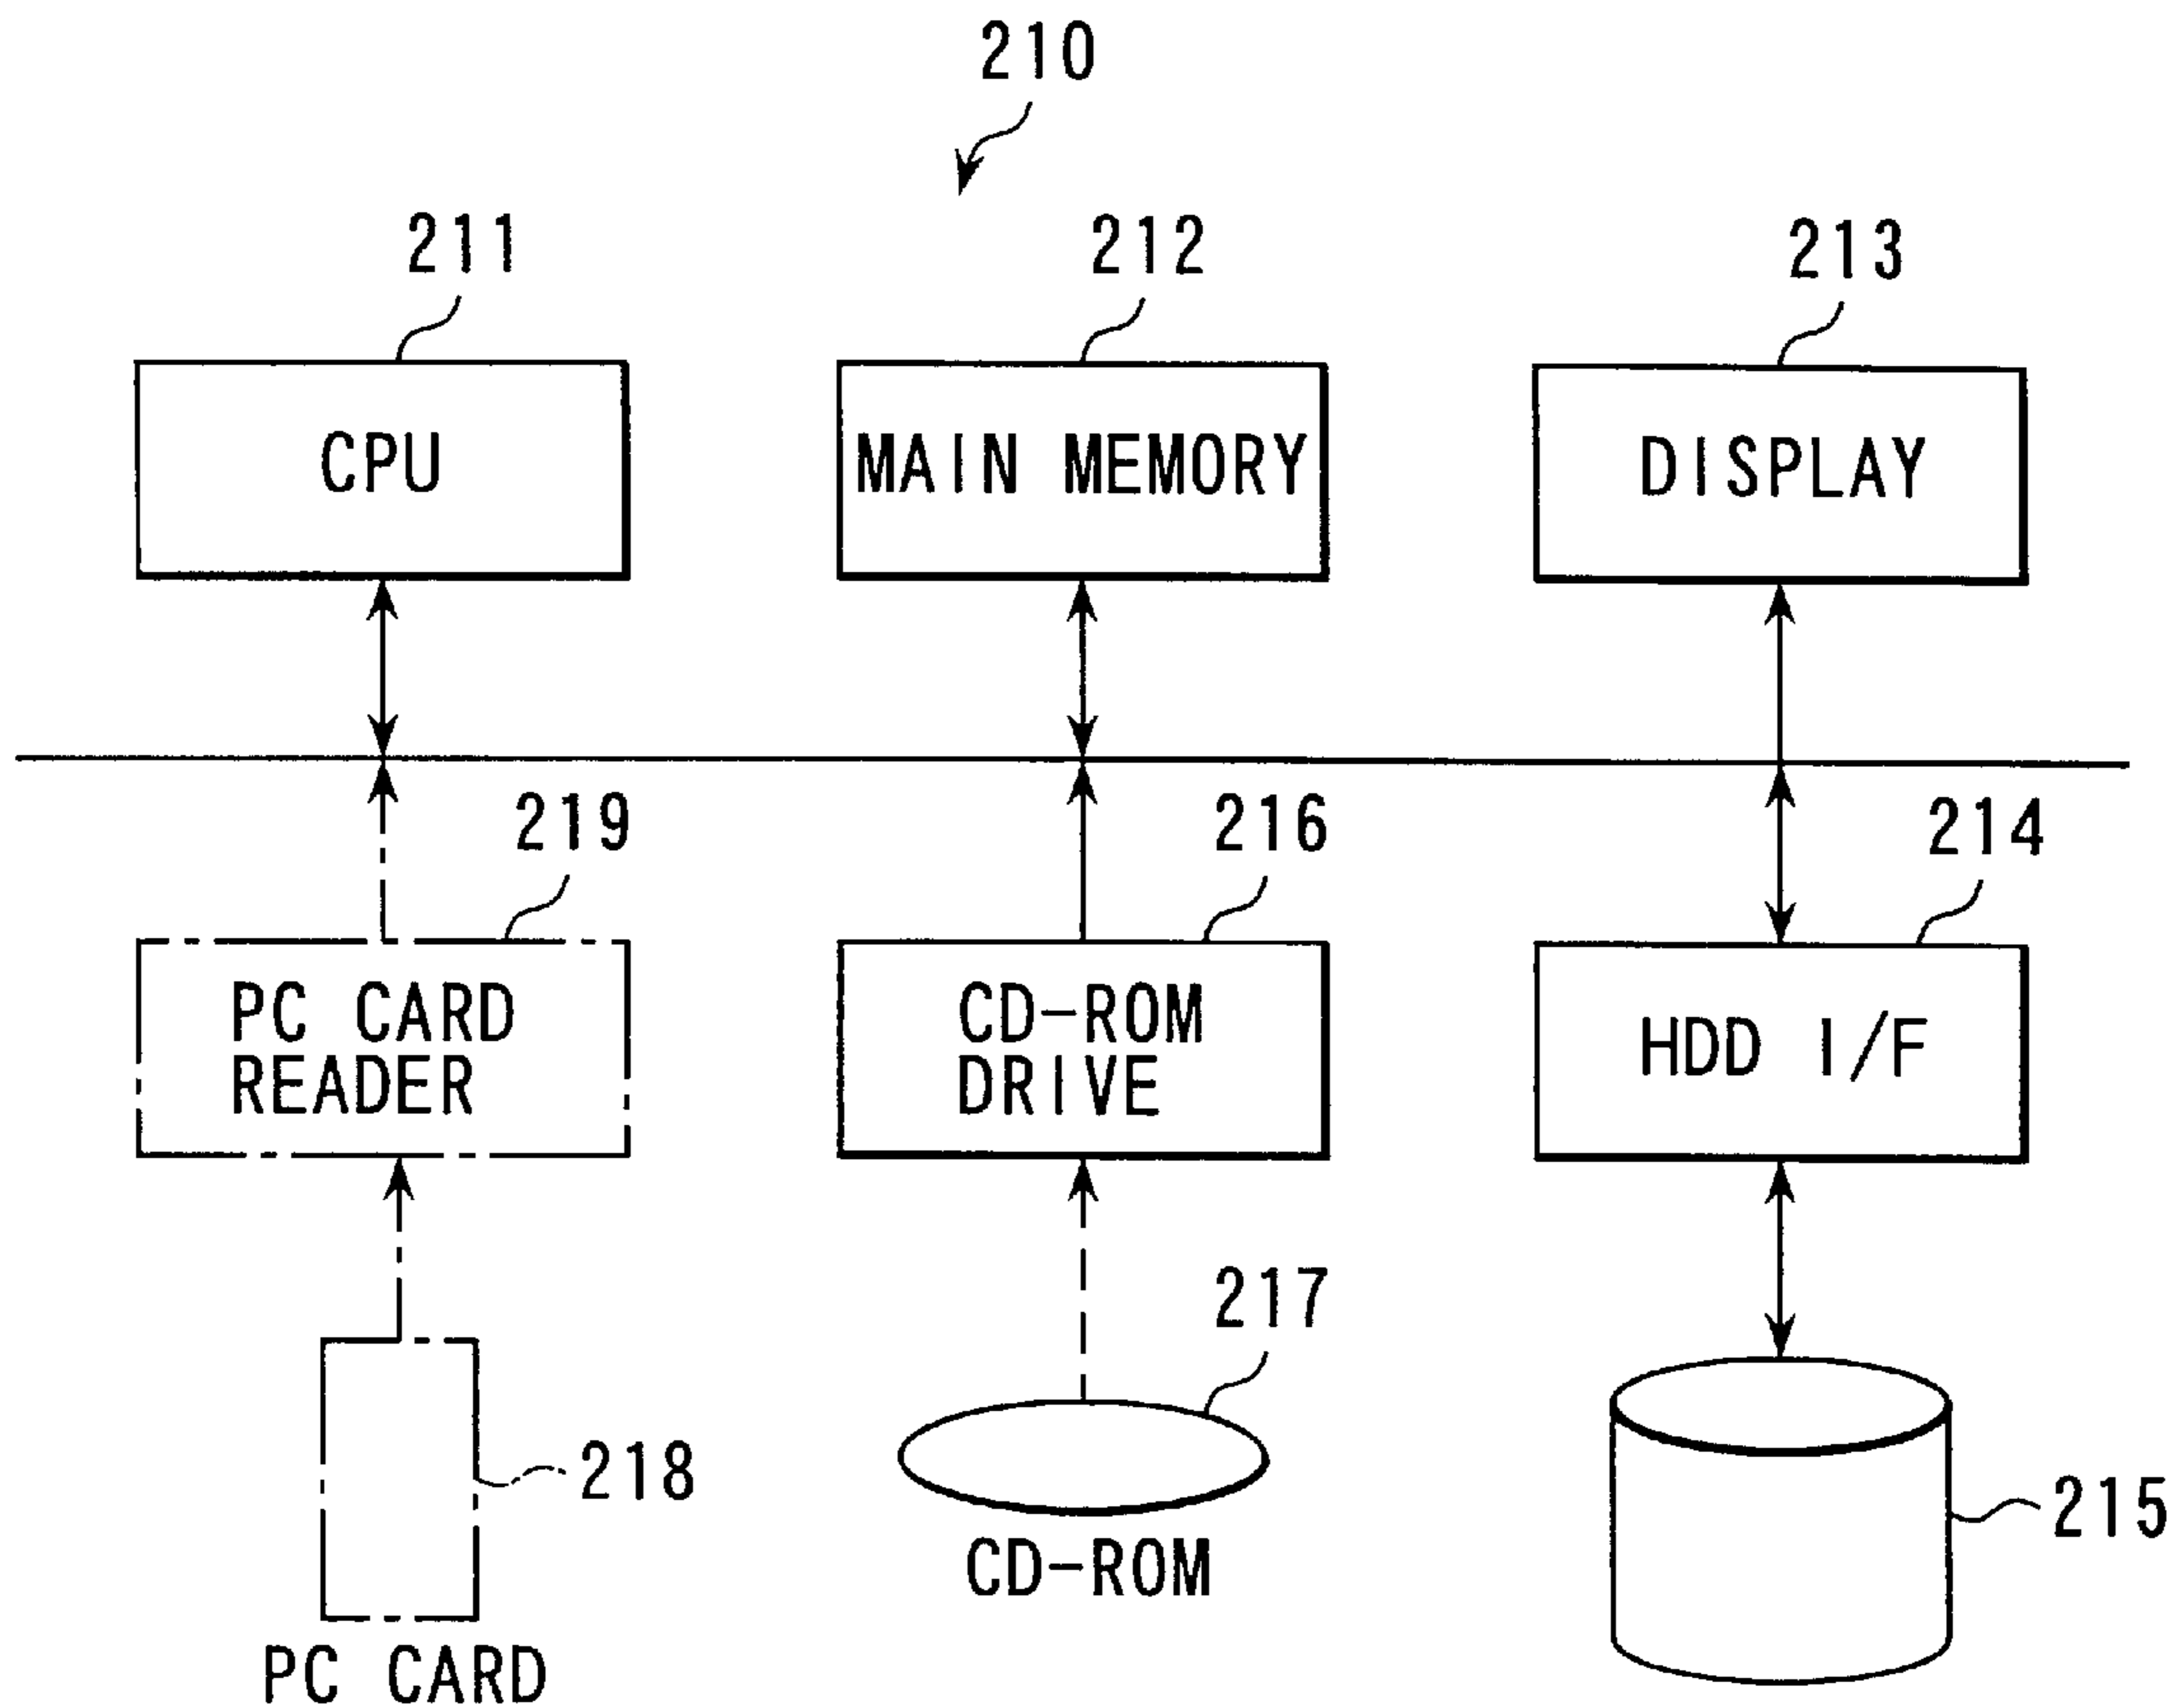 210
211
212
213
CPU
MAIN MEMORY
DISPLAY
219
216
214
PC CARD
READER
CD-ROM
DRIVE
HDD I/F
217
218
215
CD-ROM
PC CARD